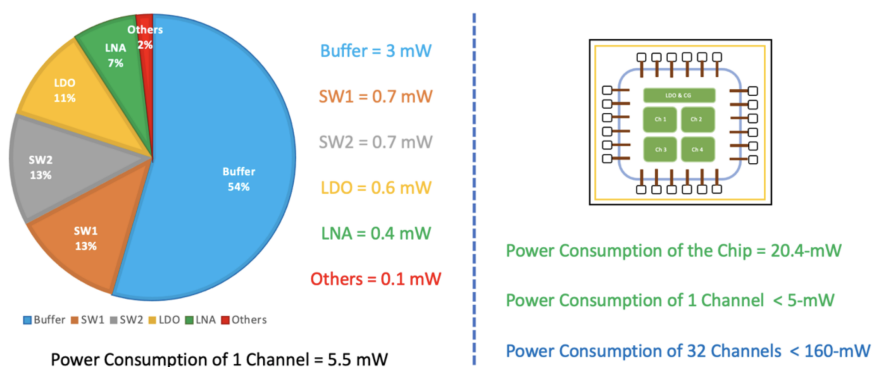 Others
2%
LNA
7%
LDO
11%
SW2
13%
SW1
13%
Buffer
54%
Buffer SW1 SW2 LDO LNA Others
Power Consumption of 1 Channel = 5.5 mW
Buffer = 3 mW
SW1 = 0.7 mW
SW2 = 0.7 mW
LDO = 0.6 mW
LNA = 0.4 mW
Others = 0.1 mW
LDO & CG
Ch 1 Ch 2
Ch 3 Ch 4
Power Consumption of the Chip = 20.4-mW
Power Consumption of 1 Channel < 5-mW
Power Consumption of 32 Channels < 160-mW